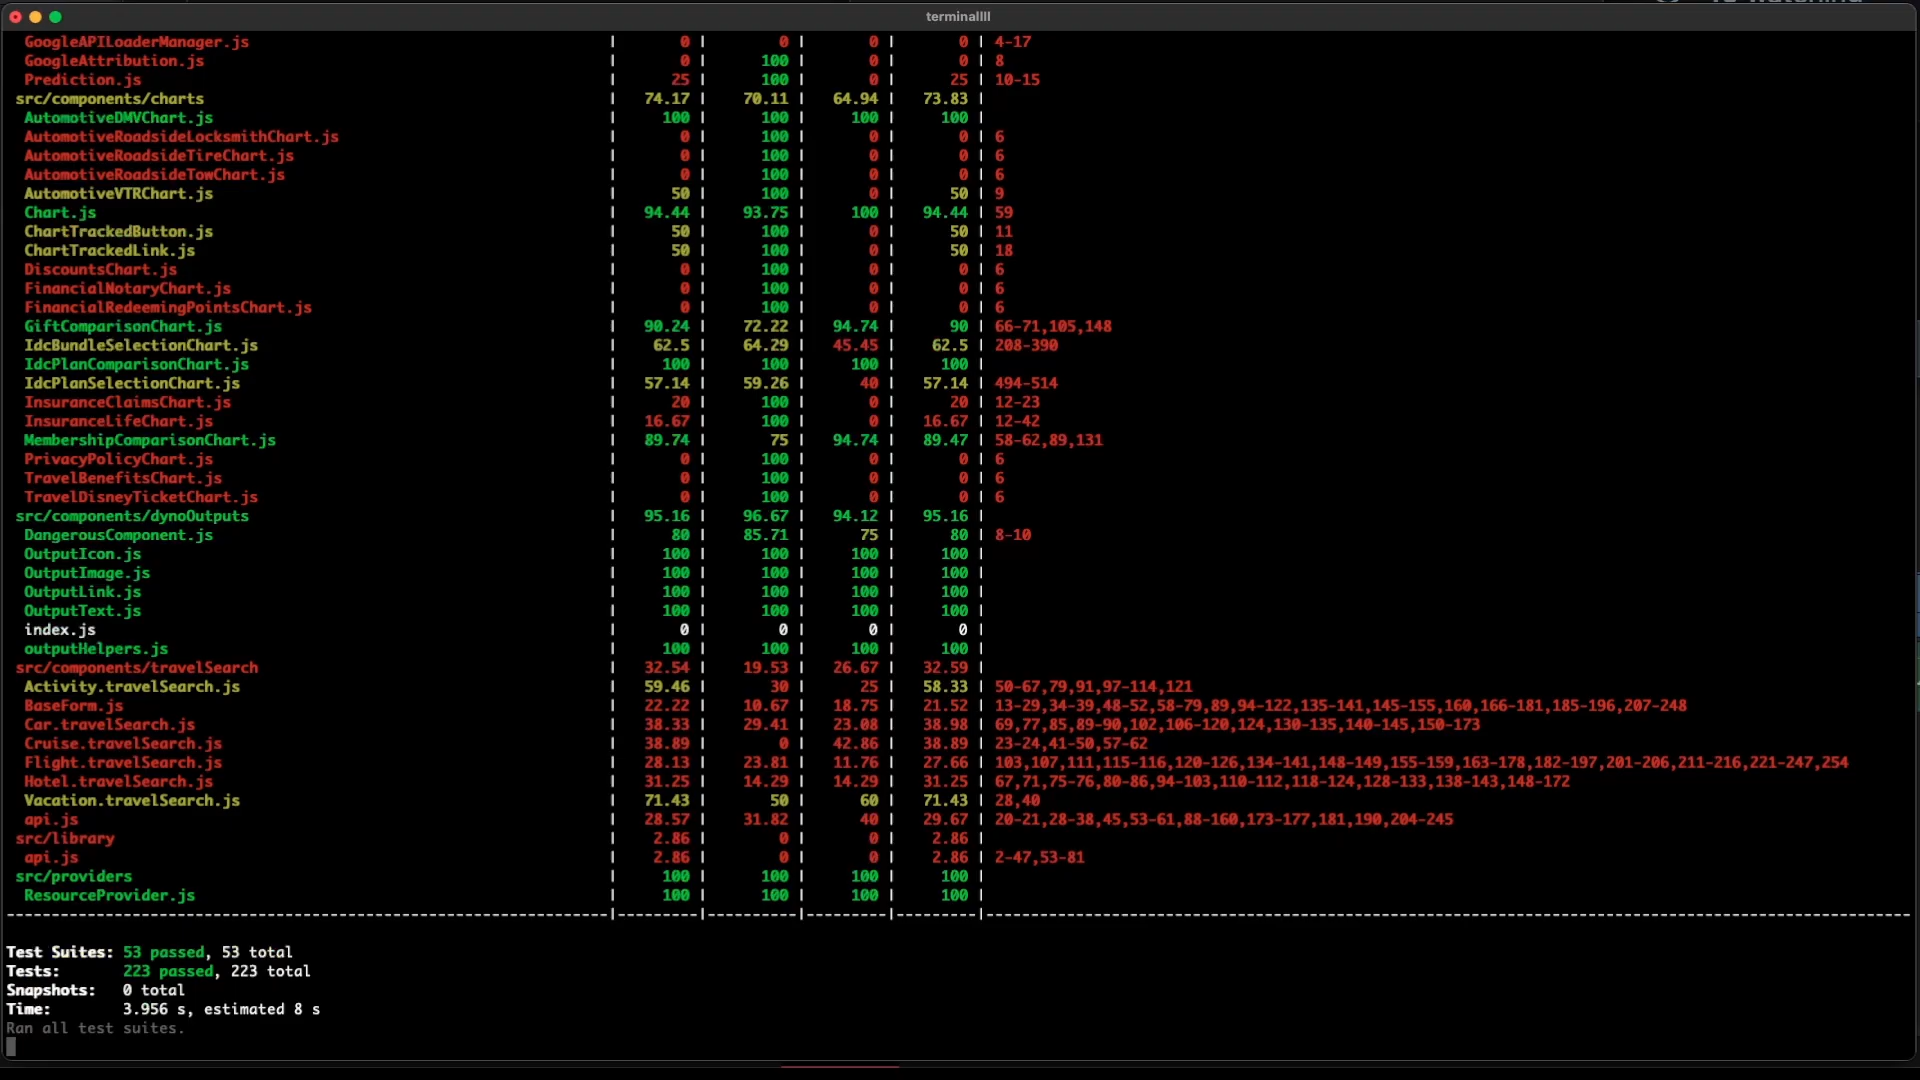 terminallll
GoogleAPILoaderManager.js | 0 | 0 | 0 | 0 | 4-17
GoogleAttribution.js | 0 | 100 | 0 | 0 | 8
Prediction.js | 25 | 100 | 0 | 25 | 10-15
src/components/charts | 74.17 | 70.11 | 64.94 | 73.83 |
AutomotiveDMVChart.js | 100 | 100 | 100 | 100 |
AutomotiveRoadsideLocksmithChart.js | 0 | 100 | 0 | 0 | 6
AutomotiveRoadsideTireChart.js | 0 | 100 | 0 | 0 | 6
AutomotiveRoadsideTowChart.js | 0 | 100 | 0 | 0 | 6
AutomotiveVTRChart.js | 50 | 100 | 0 | 50 | 9
Chart.js | 94.44 | 93.75 | 100 | 94.44 | 59
ChartTrackedButton.js | 50 | 100 | 0 | 50 | 11
ChartTrackedLink.js | 50 | 100 | 0 | 50 | 18
DiscountsChart.js | 0 | 100 | 0 | 0 | 6
FinancialNotaryChart.js | 0 | 100 | 0 | 0 | 6
FinancialRedeemingPointsChart.js | 0 | 100 | 0 | 0 | 6
GiftComparisonChart.js | 90.24 | 72.22 | 94.74 | 90 | 66-71,105,148
IdcBundleSelectionChart.js | 62.5 | 64.29 | 45.45 | 62.5 | 208-390
IdcPlanComparisonChart.js | 100 | 100 | 100 | 100 |
IdcPlanSelectionChart.js | 57.14 | 59.26 | 40 | 57.14 | 494-514
InsuranceClaimsChart.js | 20 | 100 | 0 | 20 | 12-23
InsuranceLifeChart.js | 16.67 | 100 | 0 | 16.67 | 12-42
MembershipComparisonChart.js | 89.74 | 75 | 94.74 | 89.47 | 58-62,89,131
PrivacyPolicyChart.js | 0 | 100 | 0 | 0 | 6
TravelBenefitsChart.js | 0 | 100 | 0 | 0 | 6
TravelDisneyTicketChart.js | 0 | 100 | 0 | 0 | 6
src/components/dynoOutputs | 95.16 | 96.67 | 94.12 | 95.16 |
DangerousComponent.js | 80 | 85.71 | 75 | 80 | 8-10
OutputIcon.js | 100 | 100 | 100 | 100 |
OutputImage.js | 100 | 100 | 100 | 100 |
OutputLink.js | 100 | 100 | 100 | 100 |
OutputText.js | 100 | 100 | 100 | 100 |
index.js | 0 | 0 | 0 | 0 |
outputHelpers.js | 100 | 100 | 100 | 100 |
src/components/travelSearch | 32.54 | 19.53 | 26.67 | 32.59 |
Activity.travelSearch.js | 59.46 | 30 | 25 | 58.33 | 50-67,79,91,97-114,121
BaseForm.js | 22.22 | 10.67 | 18.75 | 21.52 | 13-29,34-39,48-52,58-79,89,94-122,135-141,145-155,160,166-181,185-196,207-248
Car.travelSearch.js | 38.33 | 29.41 | 23.08 | 38.98 | 69,77,85,89-90,102,106-120,124,130-135,140-145,150-173
Cruise.travelSearch.js | 38.89 | 0 | 42.86 | 38.89 | 23-24,41-50,57-62
Flight.travelSearch.js | 28.13 | 23.81 | 11.76 | 27.66 | 103,107,111,115-116,120-126,134-141,148-149,155-159,163-178,182-197,201-206,211-216,221-247,254
Hotel.travelSearch.js | 31.25 | 14.29 | 14.29 | 31.25 | 67,71,75-76,80-86,94-103,110-112,118-124,128-133,138-143,148-172
Vacation.travelSearch.js | 71.43 | 50 | 60 | 71.43 | 28,40
api.js | 28.57 | 31.82 | 40 | 29.67 | 20-21,28-38,45,53-61,88-160,173-177,181,190,204-245
src/library | 2.86 | 0 | 0 | 2.86 |
api.js | 2.86 | 0 | 0 | 2.86 | 2-47,53-81
src/providers | 100 | 100 | 100 | 100 |
ResourceProvider.js | 100 | 100 | 100 | 100 |
Test Suites: 53 passed, 53 total
Tests: 223 passed, 223 total
Snapshots: 0 total
Time: 3.956 s, estimated 8 s
Ran all test suites.